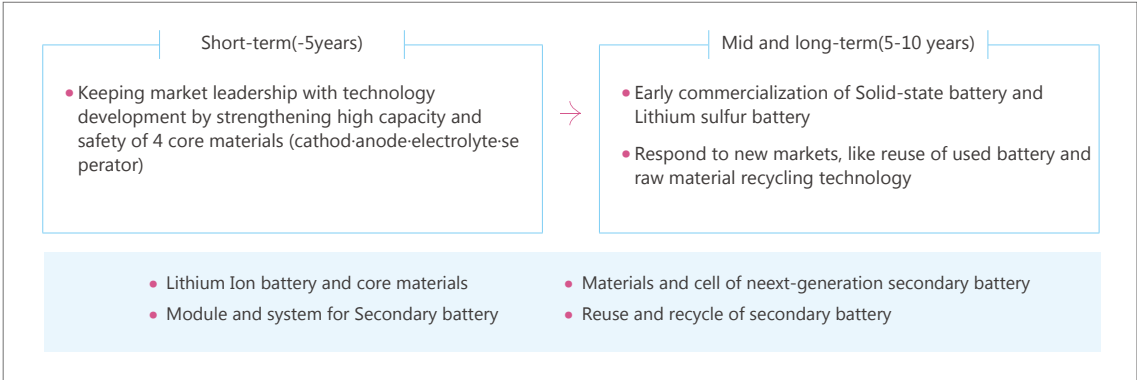 Short-term(-5years)
Keeping market leadership with technology
development by strengthening high capacity and
safety of 4 core materials (cathod·anode·electrolyte·se
perator)
Mid and long-term(5-10 years)
Early commercialization of Solid-state battery and
Lithium sulfur battery
Respond to new markets, like reuse of used battery and
raw material recycling technology
Lithium Ion battery and core materials
Module and system for Secondary battery
Materials and cell of neext-generation secondary battery
Reuse and recycle of secondary battery